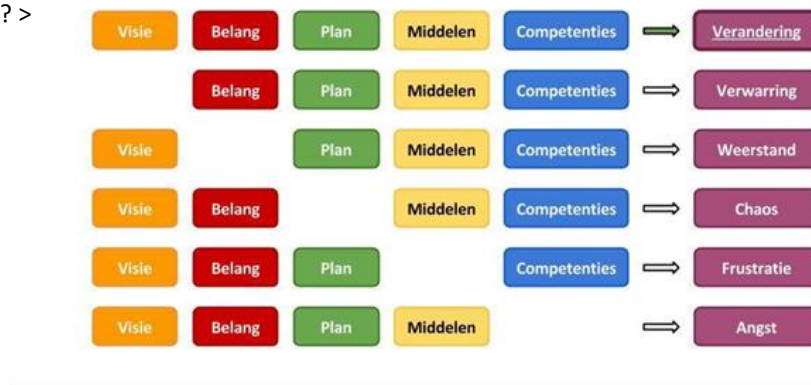 ? >
Visie Belang Plan Middelen Competenties Verandering
Belang Plan Middelen Competenties Verwarring
Visie Plan Middelen Competenties Weerstand
Visie Belang Middelen Competenties Chaos
Visie Belang Plan Competenties Frustratie
Visie Belang Plan Middelen Angst